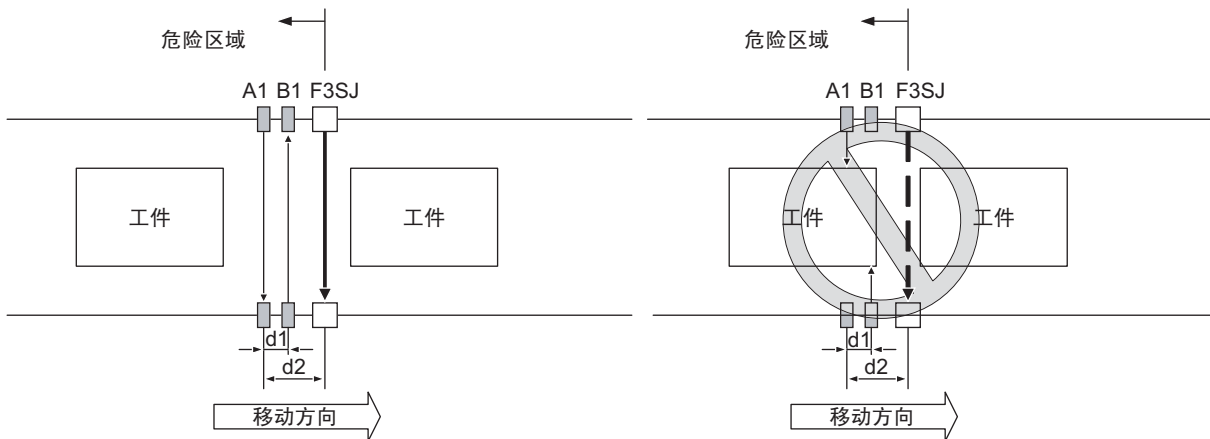 危险区域
A1 B1 F3SJ
工件 工件
d1
d2
移动方向
危险区域
A1 B1 F3SJ
工件 工件
d1
d2
移动方向